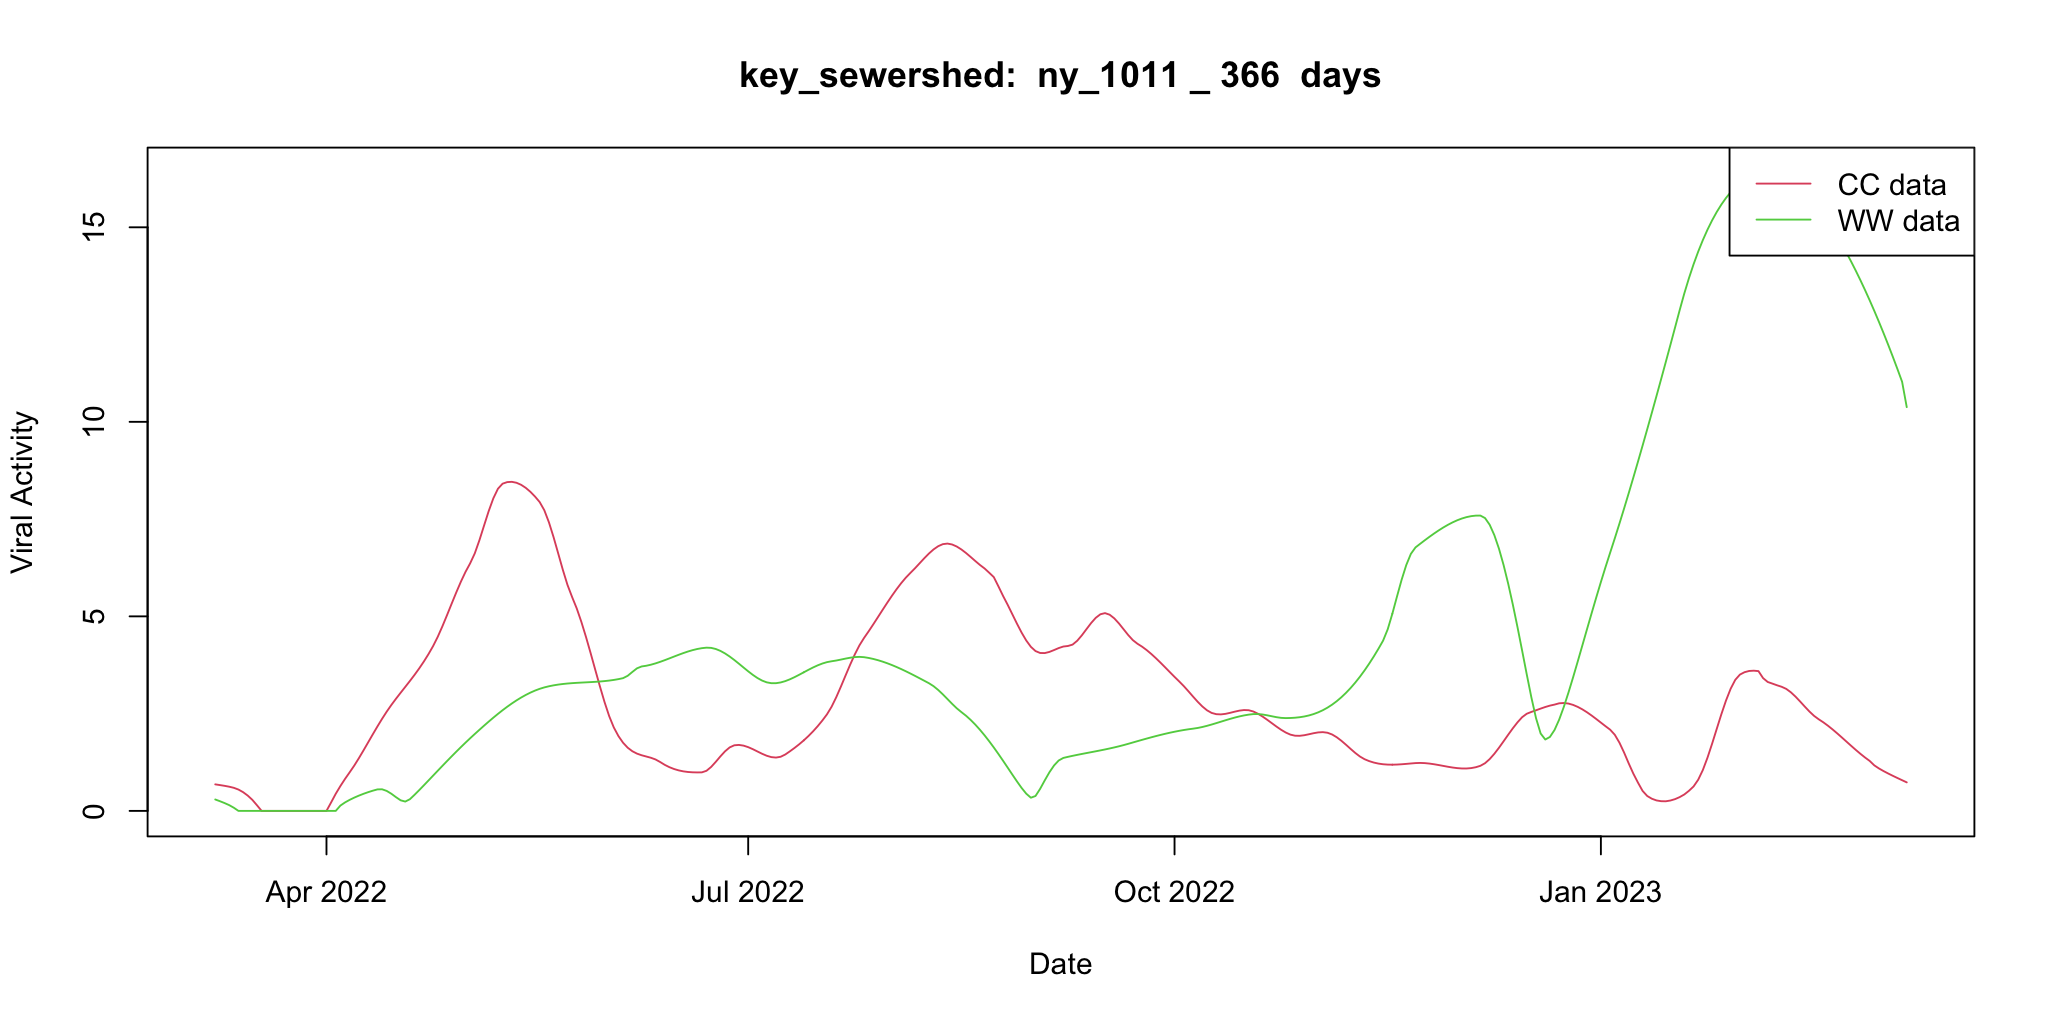 key_sewershed:  ny_1011 _ 366  days
CC data
WW data
Viral Activity
15
10
5
0
Apr 2022
Jul 2022
Oct 2022
Jan 2023
Date